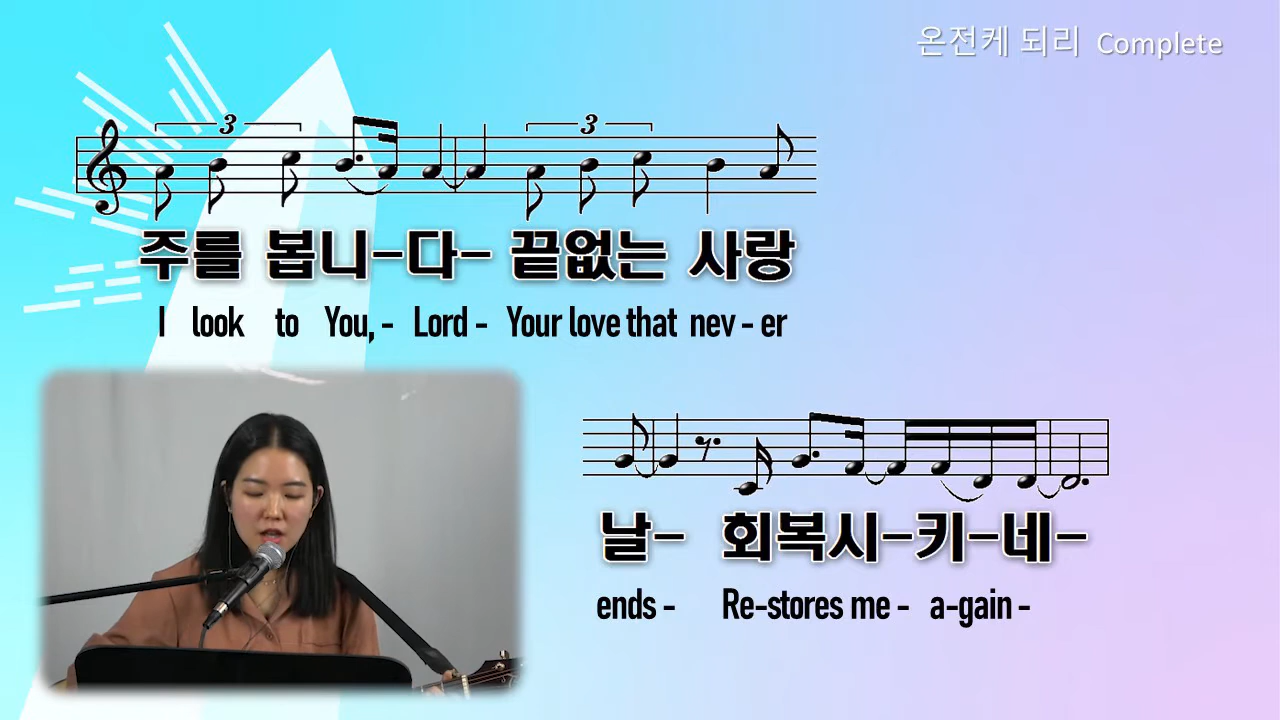 온전케 되리 Complete
3 3
주를 봅니-다- 끝없는 사랑
I look to You, - Lord - Your love that nev - er
날- 회복시-키-네-
ends - Re-stores me - a-gain -